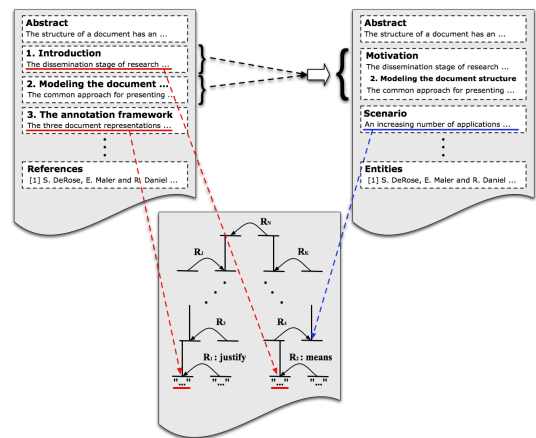 Abstract
The structure of a document has an ...
1. Introduction
The dissemination stage of research ...
2. Modeling the document ...
The common approach for presenting ...
3. The annotation framework
The three document representations ...
References
[1] S. DeRose, E. Maler and R. Daniel ...
Abstract
The structure of a document has an ...
Motivation
The dissemination stage of research ...
2. Modeling the document structure
The common approach for presenting ...
Scenario
An increasing number of applications ...
Entities
[1] S. DeRose, E. Maler and R. Daniel ...
RN
RJ RK
R3 R4
R1 : justify R2 : means
"..." "..." "..." "..."